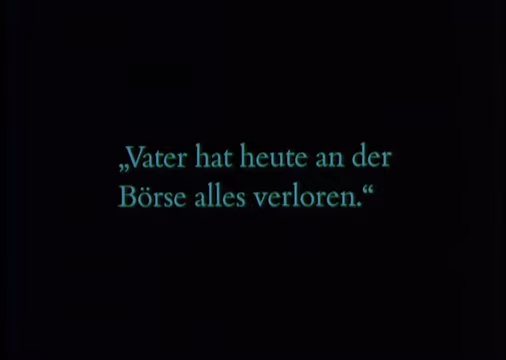 „Vater hat heute an der
Börse alles verloren.“